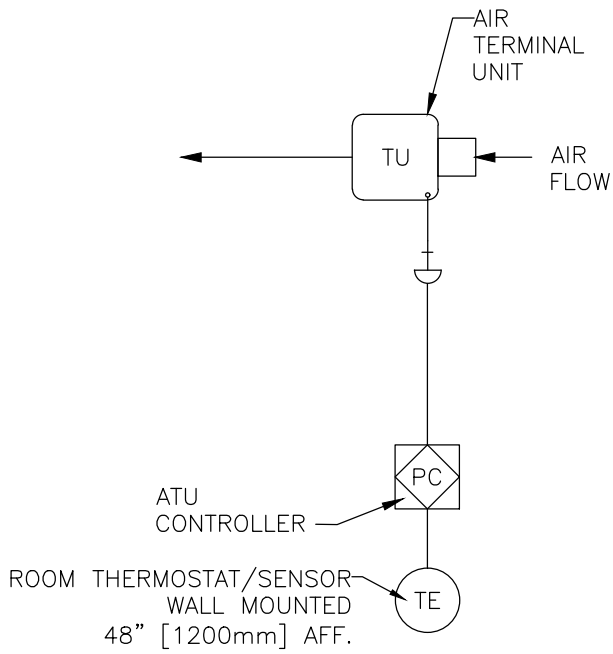 AIR
TERMINAL
UNIT
TU
AIR
FLOW
PC
ATU
CONTROLLER
ROOM THERMOSTAT/SENSOR
WALL MOUNTED
48” [1200mm] AFF.
TE